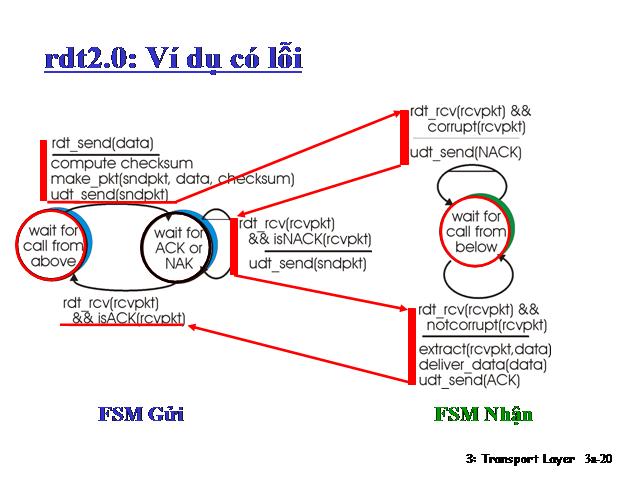 rdt2.0: Ví dụ có lỗi
rdt_send(data)
compute checksum
make_pkt(sndpkt, data, checksum)
udt_send(sndpkt)
wait for
call from
above
wait for
ACK or
NAK
rdt_rcv(rcvpkt)
&& isNACK(rcvpkt)
udt_send(sndpkt)
rdt_rcv(rcvpkt)
&& isACK(rcvpkt)
FSM Gửi
rdt_rcv(rcvpkt) &&
corrupt(rcvpkt)
udt_send(NACK)
wait for
call from
below
rdt_rcv(rcvpkt) &&
notcorrupt(rcvpkt)
extract(rcvpkt,data)
deliver_data(data)
udt_send(ACK)
FSM Nhận
3: Transport Layer 3a-20